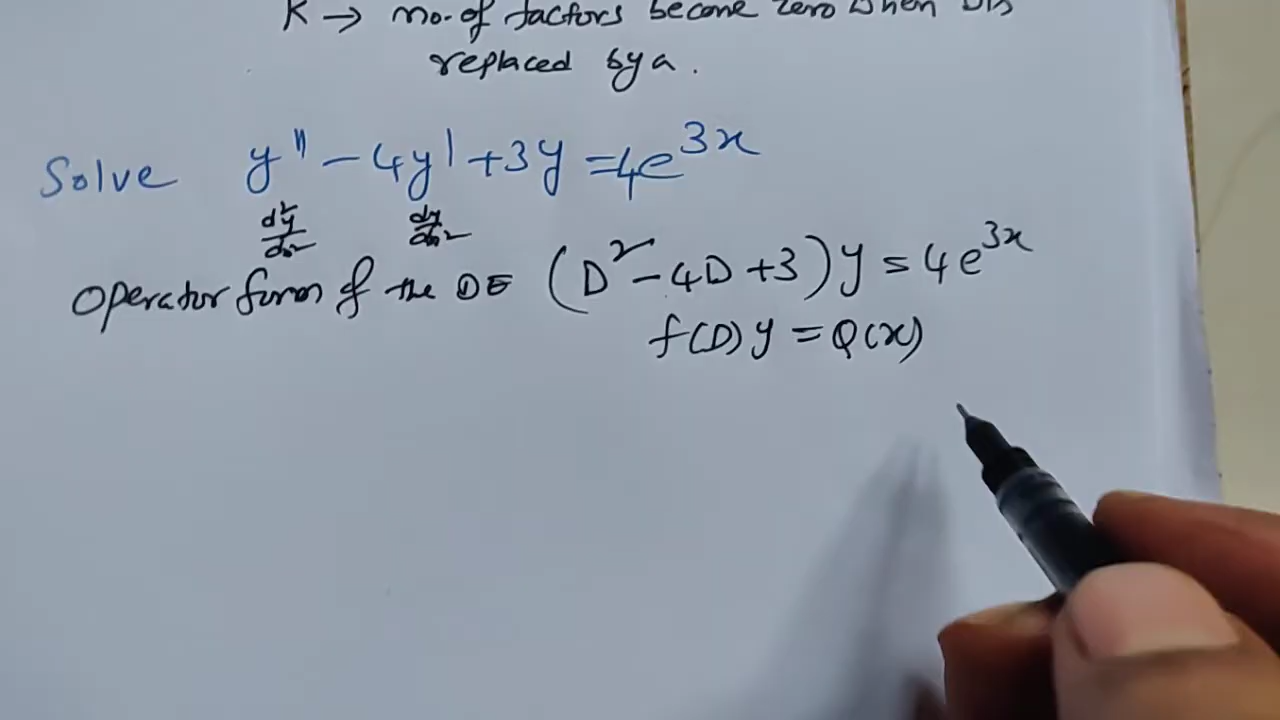 K → no. of factors become zero when D is
replaced by a.
Solve y" - 4y' + 3y = 4e^3x
d²y/dx² dy/dx²
Operator form of the DE (D² - 4D + 3) y = 4e^3x
f(D) y = Q(x)